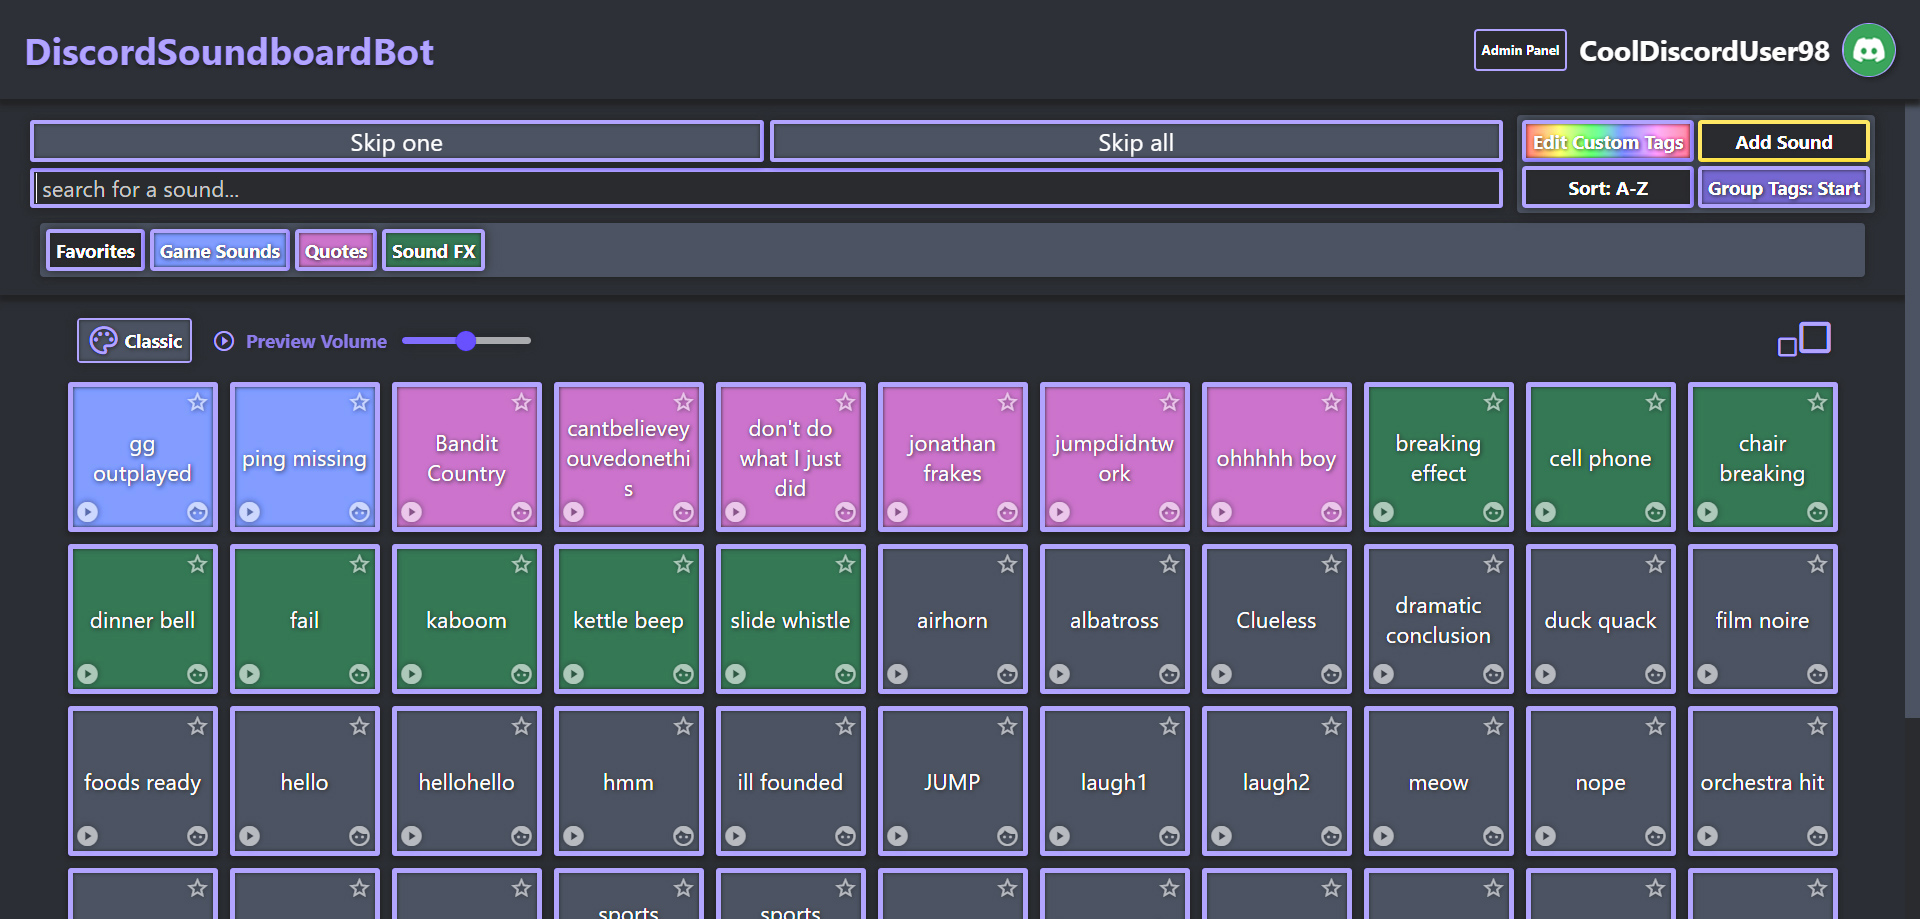 DiscordSoundboardBot
Admin Panel
CoolDiscordUser98
Skip one
Skip all
Edit Custom Tags
Add Sound
search for a sound...
Sort: A-Z
Group Tags: Start
Favorites
Game Sounds
Quotes
Sound FX
Classic
Preview Volume
gg
outplayed
ping missing
Bandit
Country
cantbelievey
ouvedonethi
s
don't do
what I just
did
jonathan
frakes
jumpdidntw
ork
ohhhhh boy
breaking
effect
cell phone
chair
breaking
dinner bell
fail
kaboom
kettle beep
slide whistle
airhorn
albatross
Clueless
dramatic
conclusion
duck quack
film noire
foods ready
hello
hellohello
hmm
ill founded
JUMP
laugh1
laugh2
meow
nope
orchestra hit
sports
sports